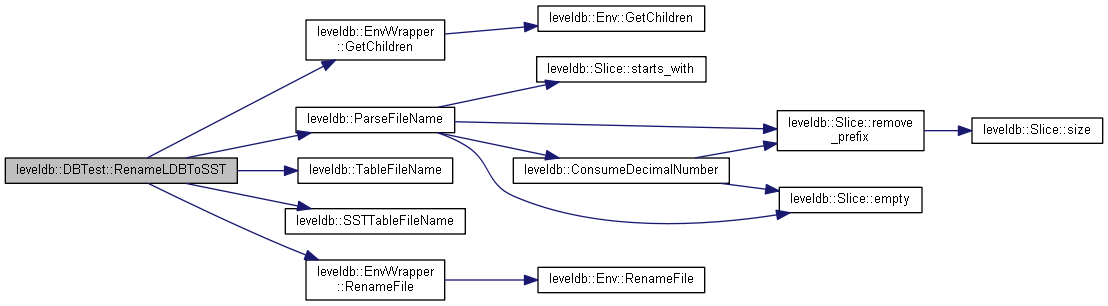 leveldb::DBTest::RenameLDBToSST
leveldb::EnvWrapper
::GetChildren
leveldb::Env::GetChildren
leveldb::ParseFileName
leveldb::Slice::starts_with
leveldb::Slice::remove
_prefix
leveldb::Slice::size
leveldb::ConsumeDecimalNumber
leveldb::Slice::empty
leveldb::TableFileName
leveldb::SSTTableFileName
leveldb::EnvWrapper
::RenameFile
leveldb::Env::RenameFile